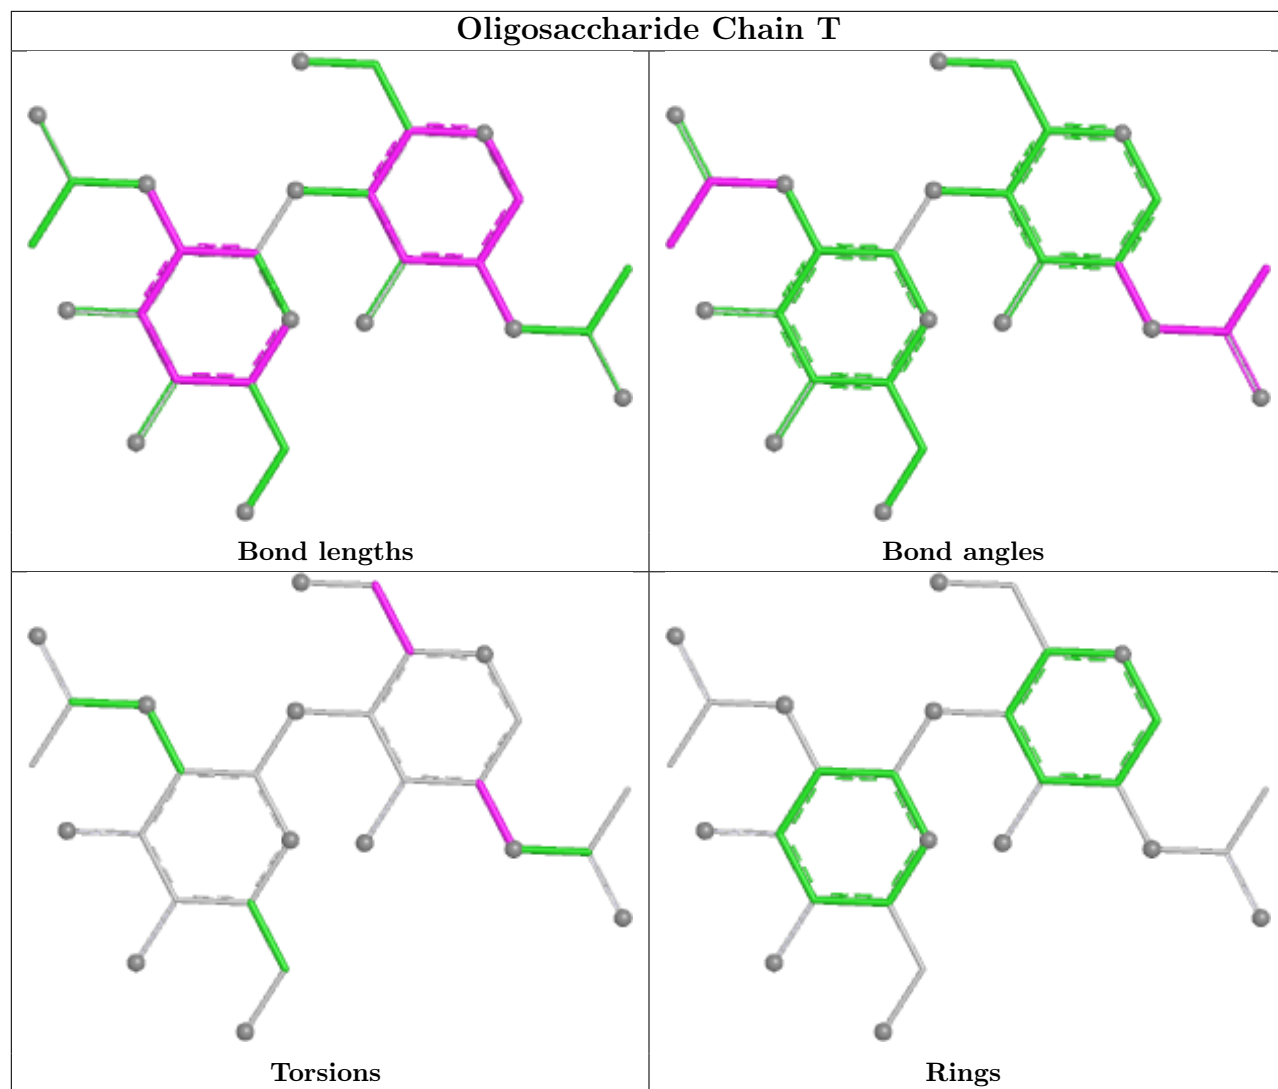 Oligosaccharide Chain T
Bond lengths
Bond angles
Torsions
Rings